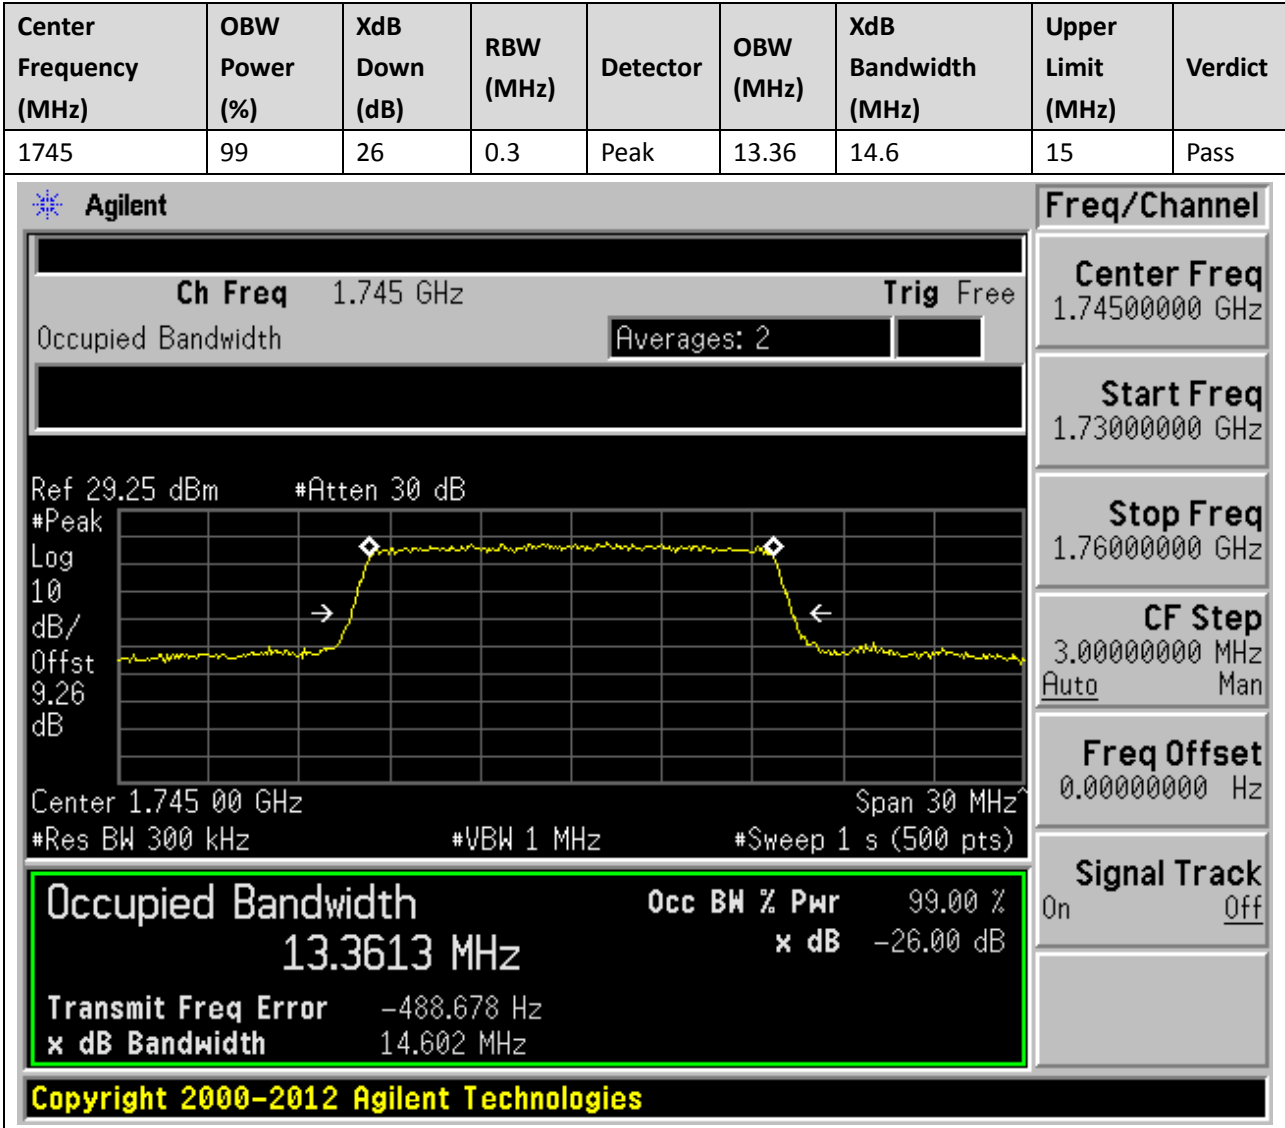 Center Frequency (MHz) OBW Power (%) XdB Down (dB) RBW (MHz) Detector OBW (MHz) XdB Bandwidth (MHz) Upper Limit (MHz) Verdict
1745 99 26 0.3 Peak 13.36 14.6 15 Pass
Agilent
Freq/Channel
Ch Freq 1.745 GHz Trig Free
Occupied Bandwidth Averages: 2
Center Freq
1.74500000 GHz
Start Freq
1.73000000 GHz
Stop Freq
1.76000000 GHz
CF Step
3.00000000 MHz
Auto Man
Freq Offset
0.00000000 Hz
Signal Track
On Off
Ref 29.25 dBm #Atten 30 dB
#Peak
Log
10
dB/
Offst
9.26
dB
Center 1.745 00 GHz Span 30 MHz^
#Res BW 300 kHz #VBW 1 MHz #Sweep 1 s (500 pts)
Occupied Bandwidth Occ BW % Pwr 99.00 %
13.3613 MHz x dB -26.00 dB
Transmit Freq Error -488.678 Hz
x dB Bandwidth 14.602 MHz
Copyright 2000-2012 Agilent Technologies